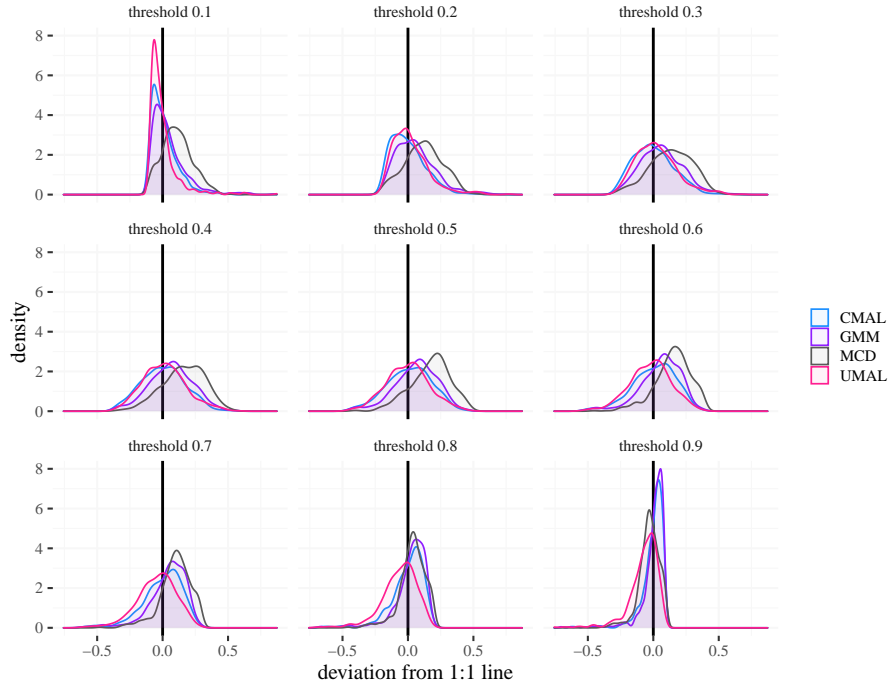 threshold 0.1 threshold 0.2 threshold 0.3
8
6
4
2
0
threshold 0.4 threshold 0.5 threshold 0.6
8
6
4
2
0
threshold 0.7 threshold 0.8 threshold 0.9
8
6
4
2
0
−0.5 0.0 0.5 −0.5 0.0 0.5 −0.5 0.0 0.5
deviation from 1:1 line
density
CMAL
GMM
MCD
UMAL